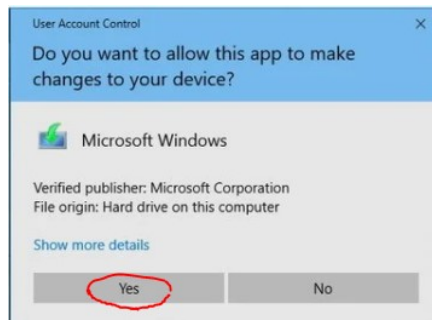 User Account Control
Do you want to allow this app to make
changes to your device?
Microsoft Windows
Verified publisher: Microsoft Corporation
File origin: Hard drive on this computer
Show more details
Yes
No